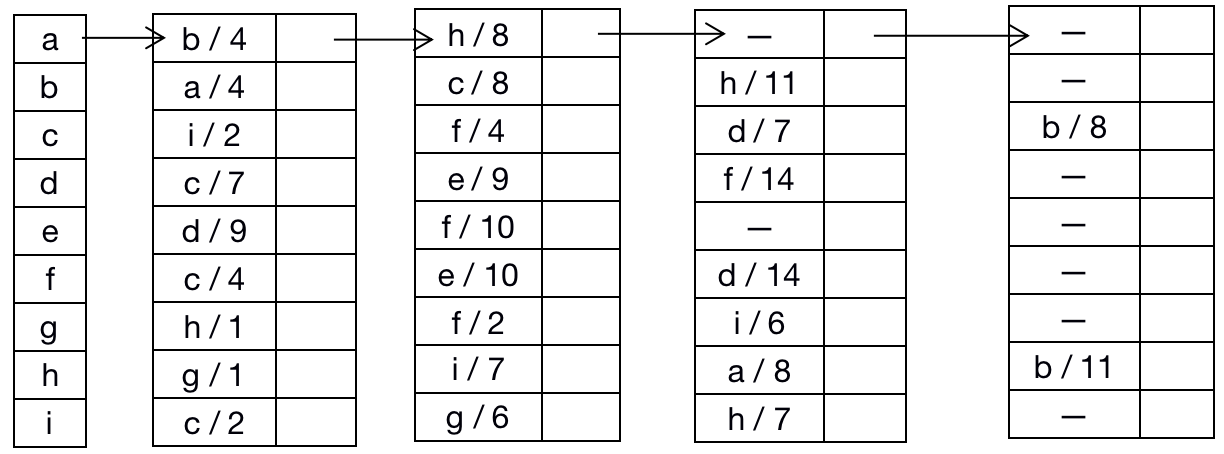 a b / 4 h / 8 — —
b a / 4 c / 8 h / 11 —
c i / 2 f / 4 d / 7 b / 8
d c / 7 e / 9 f / 14 —
e d / 9 f / 10 — —
f c / 4 e / 10 d / 14 —
g h / 1 f / 2 i / 6 —
h g / 1 i / 7 a / 8 b / 11
i c / 2 g / 6 h / 7 —